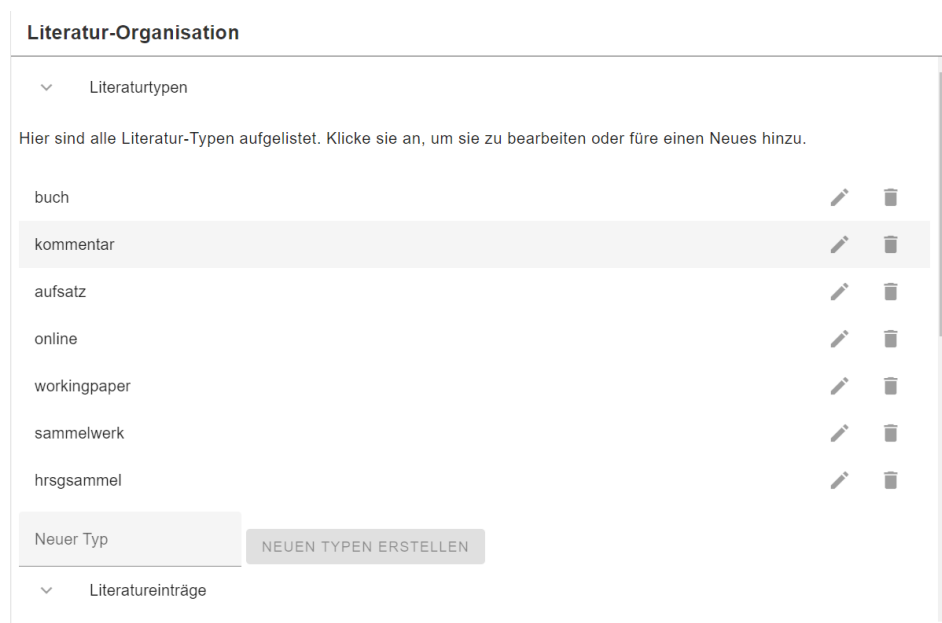 Literatur-Organisation
Literaturtypen
Hier sind alle Literatur-Typen aufgelistet. Klicke sie an, um sie zu bearbeiten oder füre einen Neues hinzu.
buch
kommentar
aufsatz
online
workingpaper
sammelwerk
hrsgsammel
Neuer Typ
NEUEN TYPEN ERSTELLEN
Literatureinträge